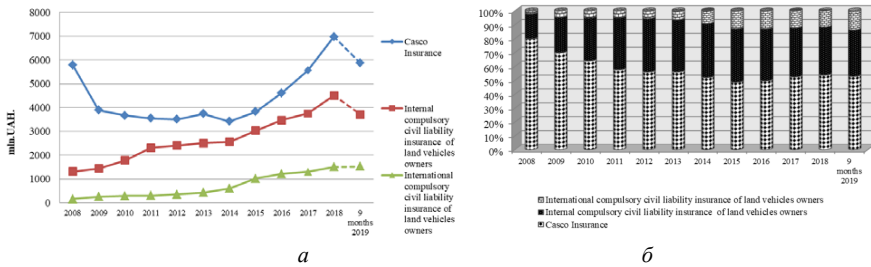 8000
7000
6000
5000
4000
3000
2000
1000
0
mln.UAH.
2008 2009 2010 2011 2012 2013 2014 2015 2016 2017 2018 9
months
2019
Casco
Insurance
Internal
compulsory
civil liability
insurance of
land vehicles
owners
International
compulsory
civil liability
insurance of
land vehicles
owners
а
100%
90%
80%
70%
60%
50%
40%
30%
20%
10%
0%
2008 2009 2010 2011 2012 2013 2014 2015 2016 2017 2018 9
months
2019
International compulsory civil liability insurance of land vehicles owners
Internal compulsory civil liability insurance of land vehicles owners
Casco Insurance
б